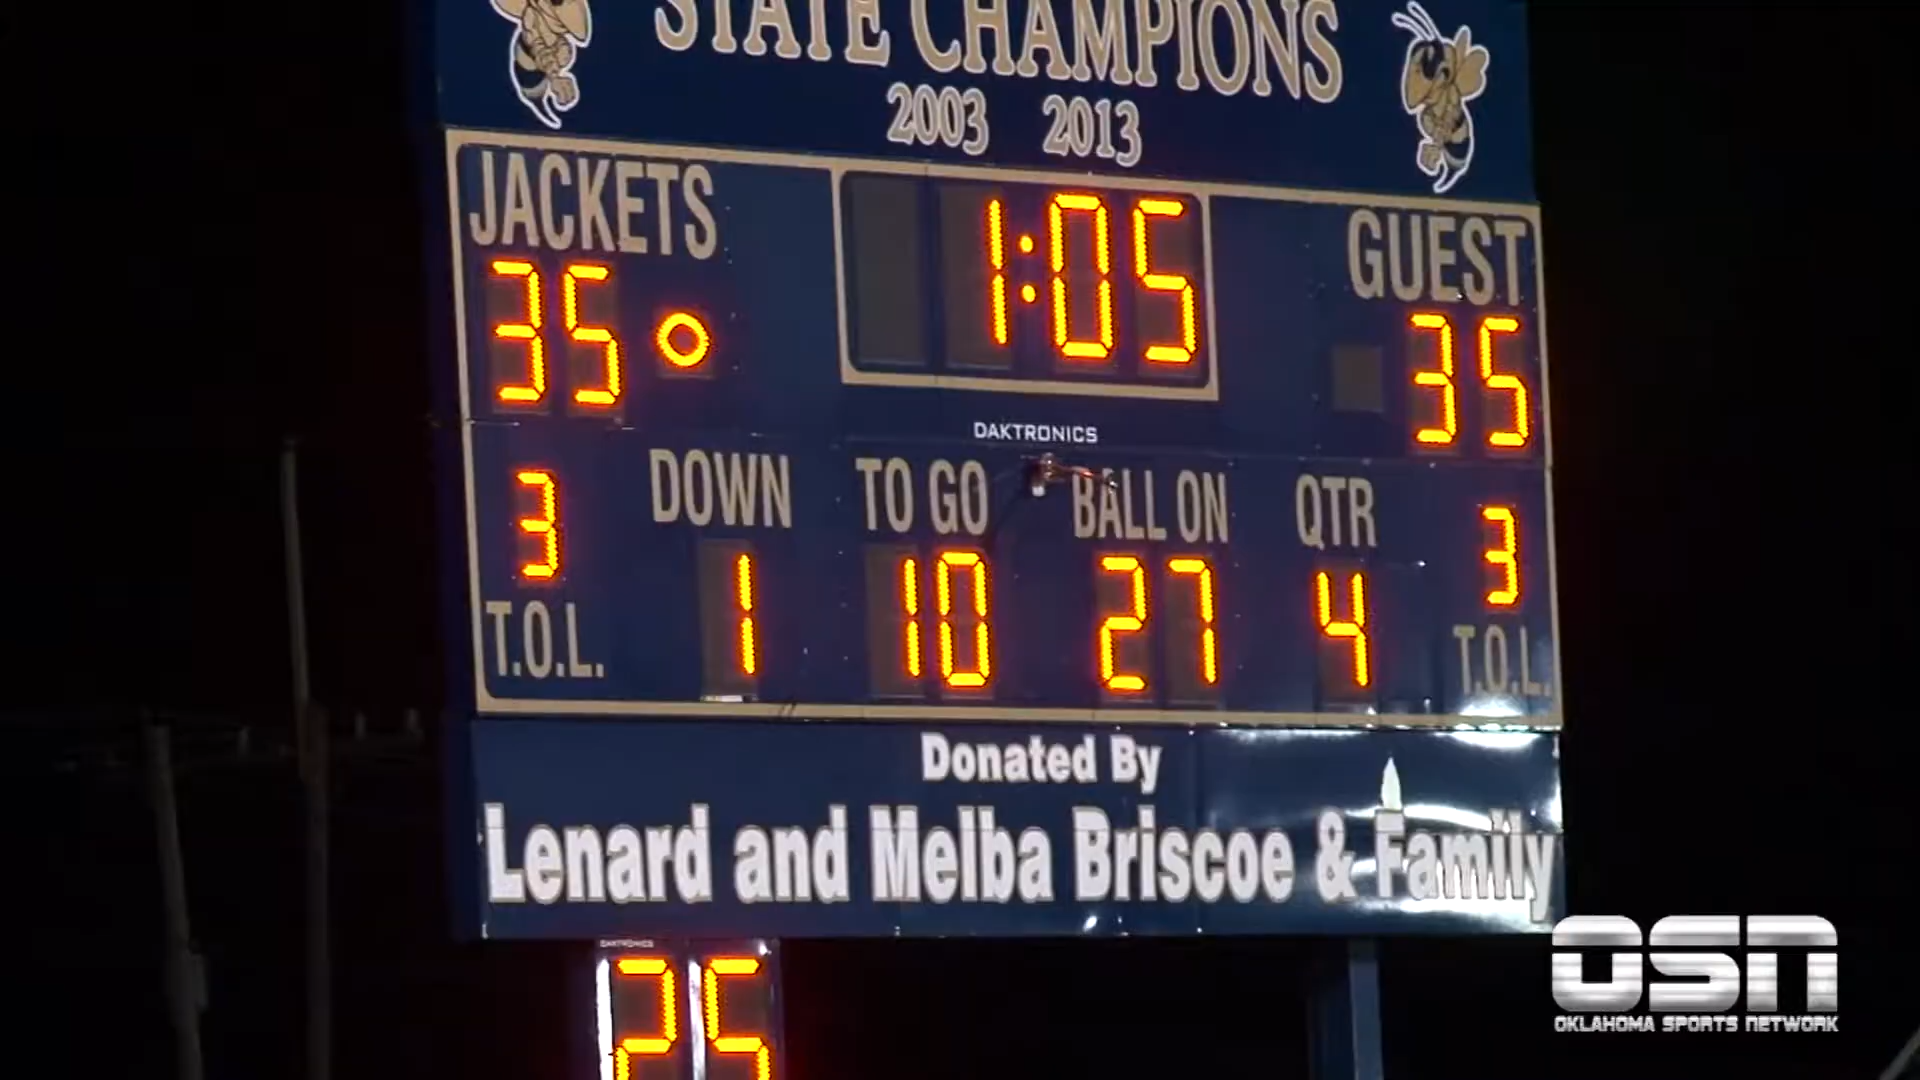 STATE CHAMPIONS
2003 2013
JACKETS 1:05 GUEST
35 35
DAKTRONICS
DOWN TO GO BALL ON QTR
3 1 10 27 4 3
T.O.L. T.O.L.
Donated By
Lenard and Melba Briscoe & Family
DAKTRONICS
25
OSN
OKLAHOMA SPORTS NETWORK